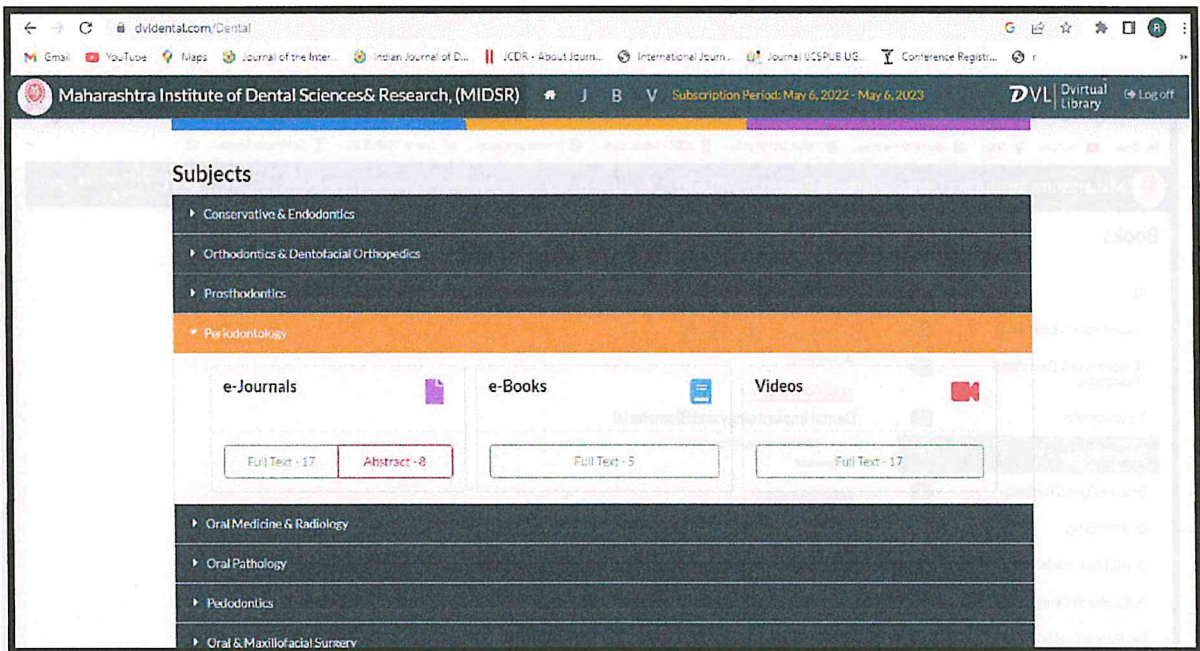 dvidental.com/Dental
G
B
Gmail YouTube Maps Journal of the Inter... Indian Journal of D... JCDR - About Journ... International Journ... Journal UGSPUB UG... Conference Registr... r
Maharashtra Institute of Dental Sciences& Research, (MIDSR) J B V Subscription Period: May 6, 2022 - May 6, 2023 DVL Dvirtual Library Log off
Subjects
Conservative & Endodontics
Orthodontics & Dentofacial Orthopedics
Prosthodontics
Periodontology
e-Journals e-Books Videos
Full Text - 17 Abstract - 8 Full Text - 5 Full Text - 17
Oral Medicine & Radiology
Oral Pathology
Pedodontics
Oral & Maxillofacial Surgery